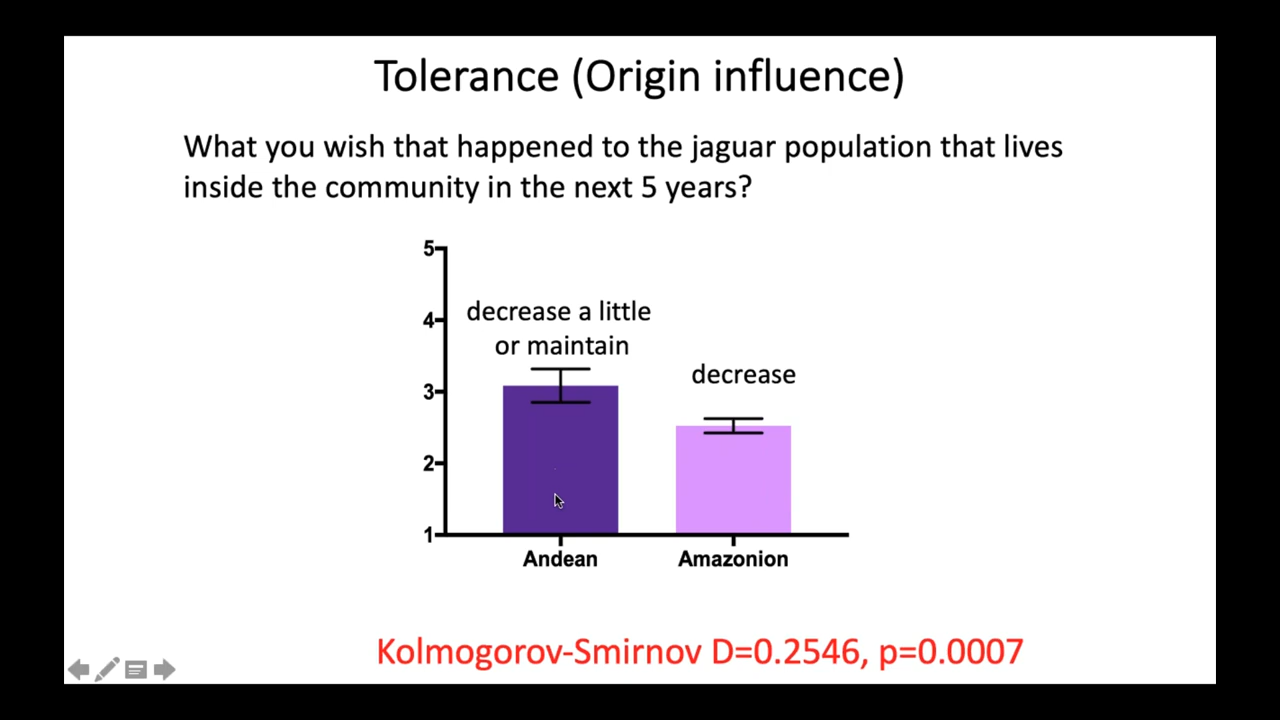 Tolerance (Origin influence)
What you wish that happened to the jaguar population that lives
inside the community in the next 5 years?
5
4
3
2
1
decrease a little
or maintain
decrease
Andean
Amazonion
Kolmogorov-Smirnov D=0.2546, p=0.0007